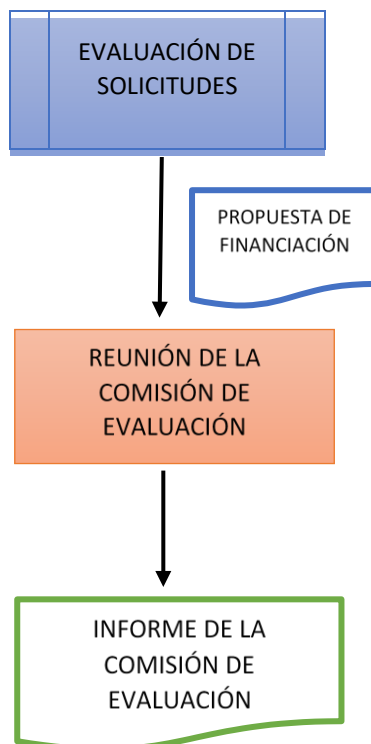 EVALUACIÓN DE
SOLICITUDES
PROPUESTA DE
FINANCIACIÓN
REUNIÓN DE LA
COMISIÓN DE
EVALUACIÓN
INFORME DE LA
COMISIÓN DE
EVALUACIÓN